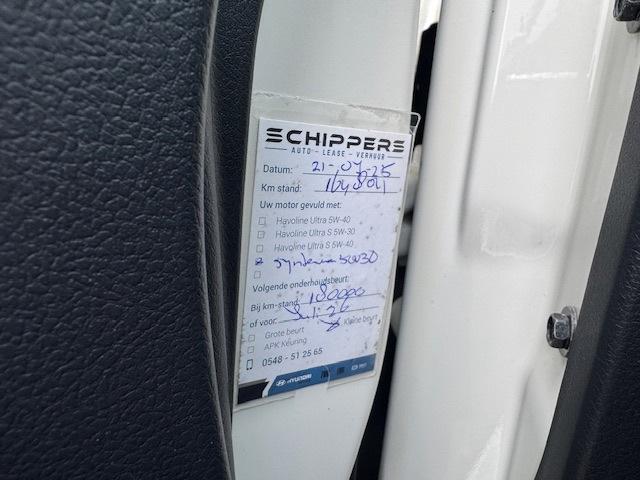 SCHIPPERS
AUTO - LEASE - VERHUUR
Datum: 21-07-25
Km stand:
Uw motor gevuld met:
Havoline Ultra 5W-40
Havoline Ultra S 5W-30
Havoline Ultra S 5W-40
5W30
Volgende onderhoudsbeurt:
Bij km-stand 180000
of voor: Juli 26
Kleine beurt
Grote beurt
APK Keuring
0548 - 51 25 65
HYUNDAI